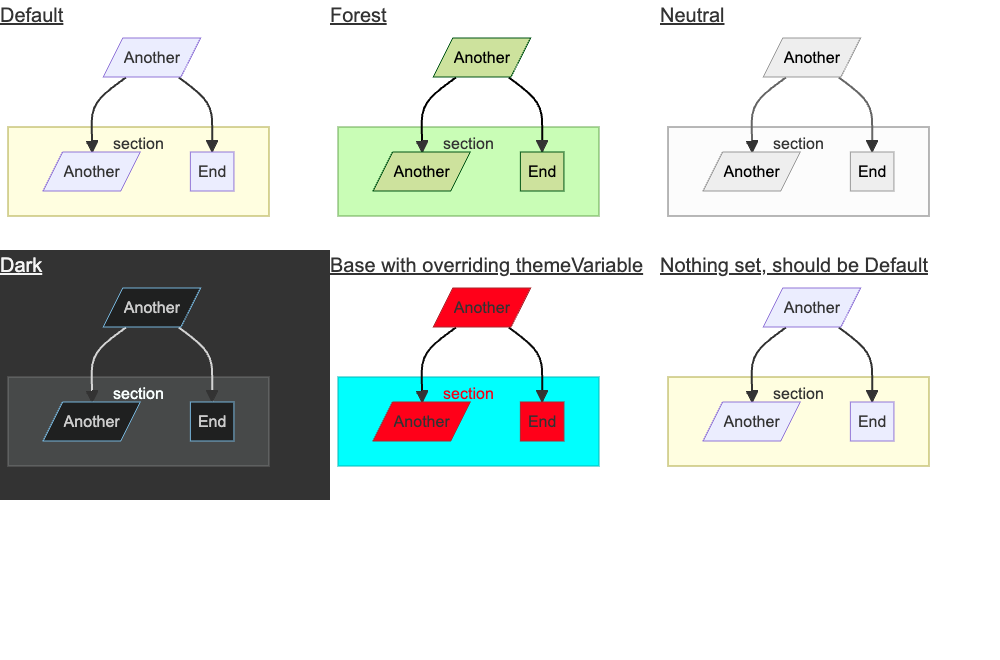 Default
Another
section
Another
End
Forest
Another
section
Another
End
Neutral
Another
section
Another
End
Dark
Another
section
Another
End
Base with overriding themeVariable
Another
section
Another
End
Nothing set, should be Default
Another
section
Another
End